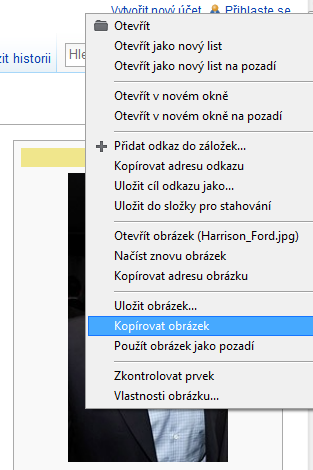 Vytvořit nový účet Přihlaste se
zit historii
Hle
Otevřít
Otevřít jako nový list
Otevřít jako nový list na pozadí
Otevřít v novém okně
Otevřít v novém okně na pozadí
Přidat odkaz do záložek...
Kopírovat adresu odkazu
Uložit cíl odkazu jako...
Uložit do složky pro stahování
Otevřít obrázek (Harrison_Ford.jpg)
Načíst znovu obrázek
Kopírovat adresu obrázku
Uložit obrázek...
Kopírovat obrázek
Použít obrázek jako pozadí
Zkontrolovat prvek
Vlastnosti obrázku...